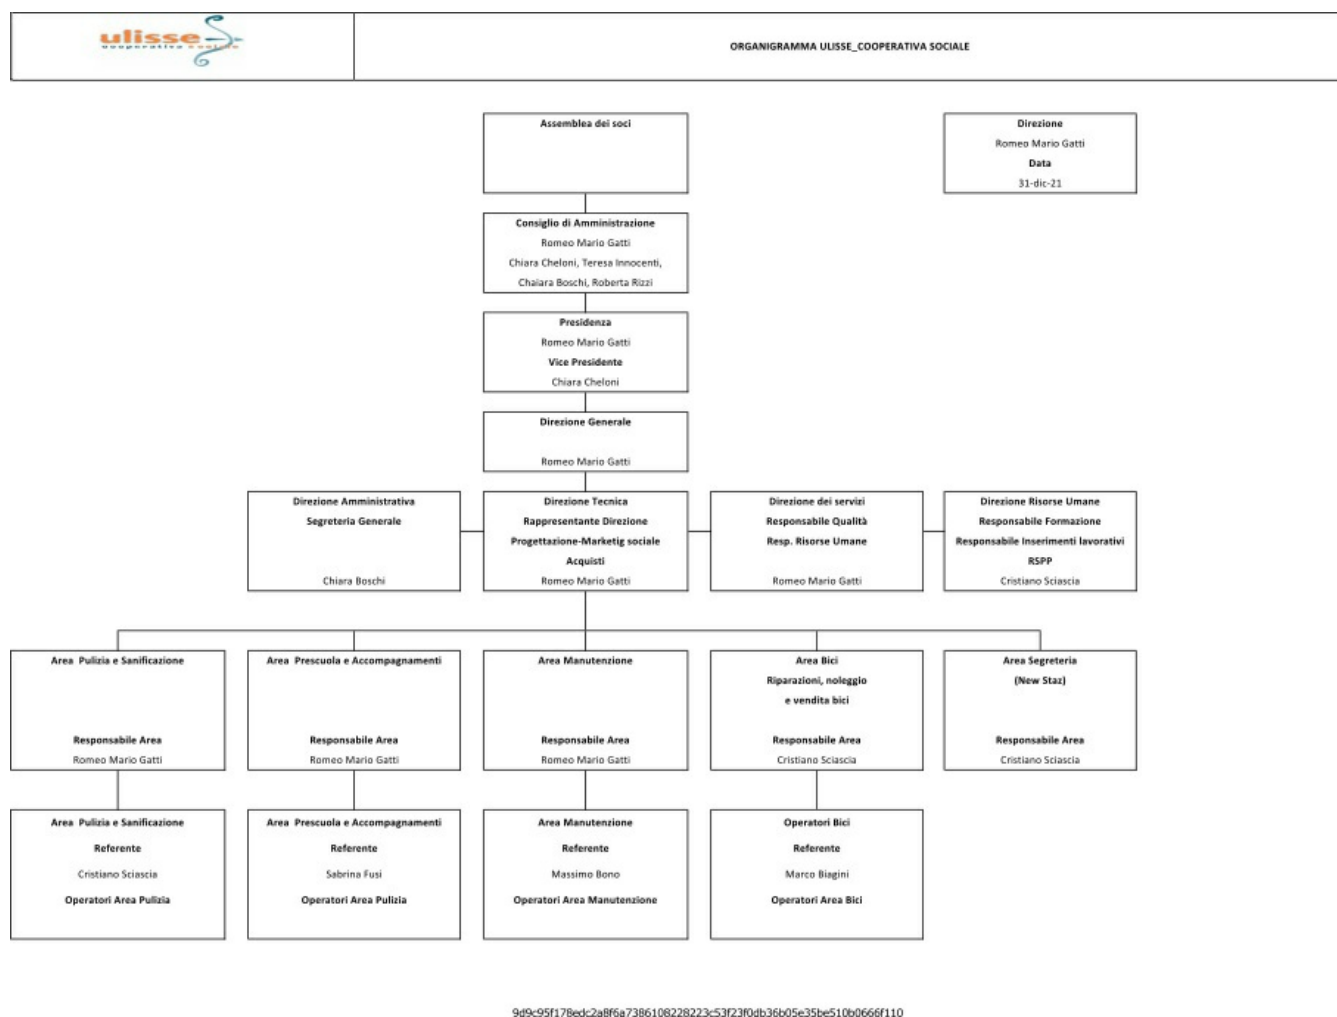 ulisse
cooperativa sociale
ORGANIGRAMMA ULISSE_COOPERATIVA SOCIALE
Assemblea dei soci
Direzione
Romeo Mario Gatti
Data
31-dic-21
Consiglio di Amministrazione
Romeo Mario Gatti
Chiara Cheloni, Teresa Innocenti,
Chaiara Boschi, Roberta Rizzi
Presidenza
Romeo Mario Gatti
Vice Presidente
Chiara Cheloni
Direzione Generale
Romeo Mario Gatti
Direzione Amministrativa
Segreteria Generale
Chiara Boschi
Direzione Tecnica
Rappresentante Direzione
Progettazione-Marketig sociale
Acquisti
Romeo Mario Gatti
Direzione dei servizi
Responsabile Qualità
Resp. Risorse Umane
Romeo Mario Gatti
Direzione Risorse Umane
Responsabile Formazione
Responsabile Inserimenti lavorativi
RSPP
Cristiano Sciascia
Area Pulizia e Sanificazione
Responsabile Area
Romeo Mario Gatti
Area Prescuola e Accompagnamenti
Responsabile Area
Romeo Mario Gatti
Area Manutenzione
Responsabile Area
Romeo Mario Gatti
Area Bici
Riparazioni, noleggio
e vendita bici
Responsabile Area
Cristiano Sciascia
Area Segreteria
(New Staz)
Responsabile Area
Cristiano Sciascia
Area Pulizia e Sanificazione
Referente
Cristiano Sciascia
Operatori Area Pulizia
Area Prescuola e Accompagnamenti
Referente
Sabrina Fusi
Operatori Area Pulizia
Area Manutenzione
Referente
Massimo Bono
Operatori Area Manutenzione
Operatori Bici
Referente
Marco Biagini
Operatori Area Bici
9d9c95f178edc2a8f6a7386108228223c53f23f0db36b05e35be510b0666f110